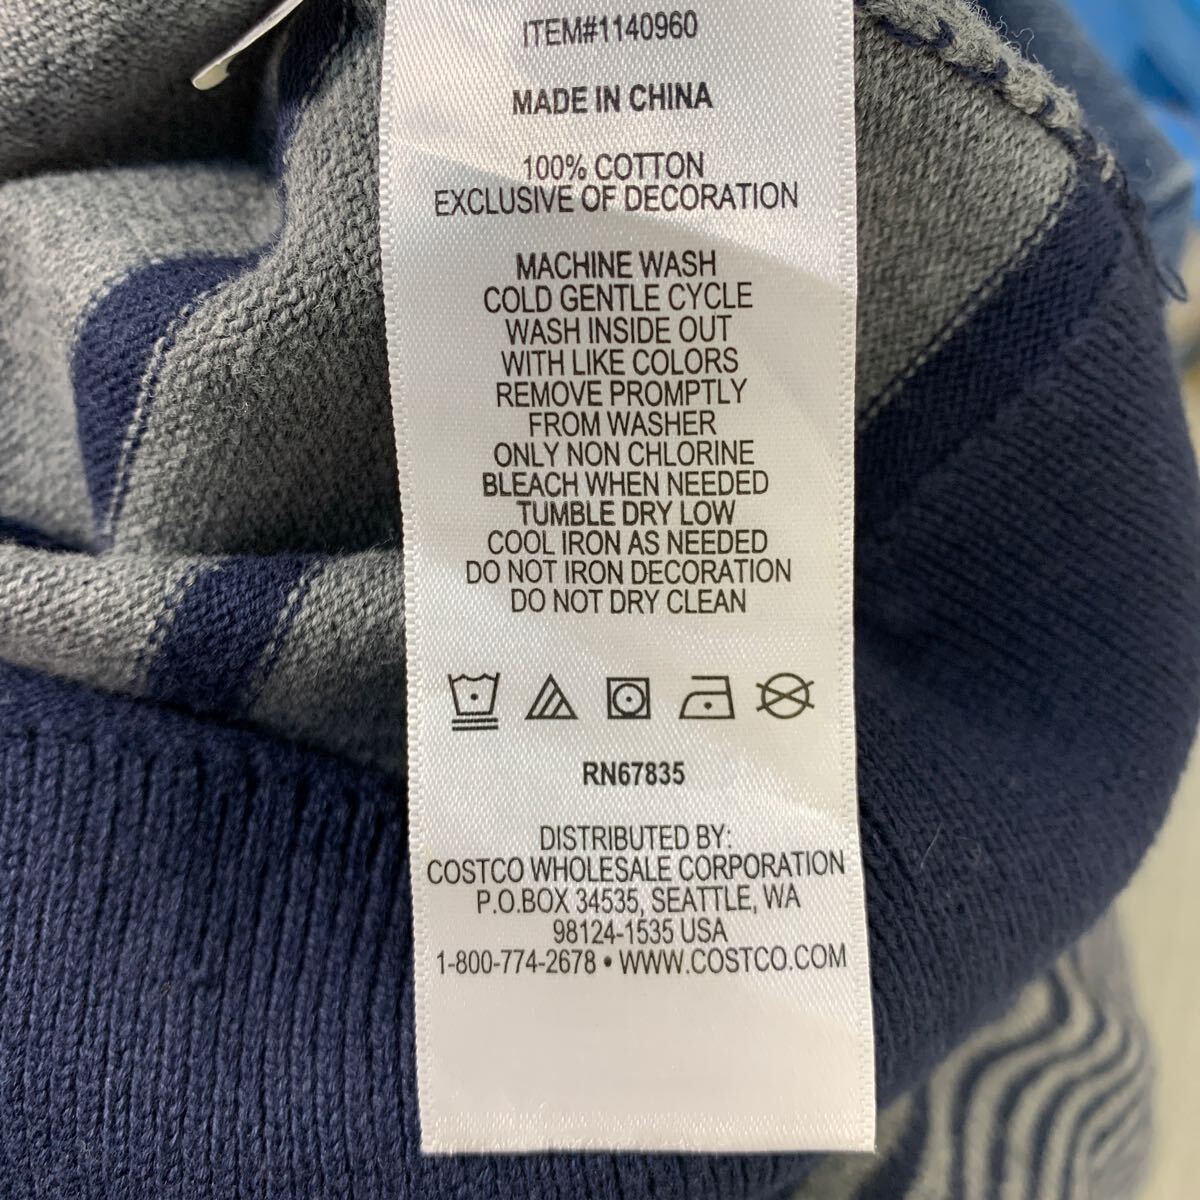 ITEM#1140960
MADE IN CHINA
100% COTTON
EXCLUSIVE OF DECORATION
MACHINE WASH
COLD GENTLE CYCLE
WASH INSIDE OUT
WITH LIKE COLORS
REMOVE PROMPTLY
FROM WASHER
ONLY NON CHLORINE
BLEACH WHEN NEEDED
TUMBLE DRY LOW
COOL IRON AS NEEDED
DO NOT IRON DECORATION
DO NOT DRY CLEAN
RN67835
DISTRIBUTED BY:
COSTCO WHOLESALE CORPORATION
P.O.BOX 34535, SEATTLE, WA
98124-1535 USA
1-800-774-2678 • WWW.COSTCO.COM